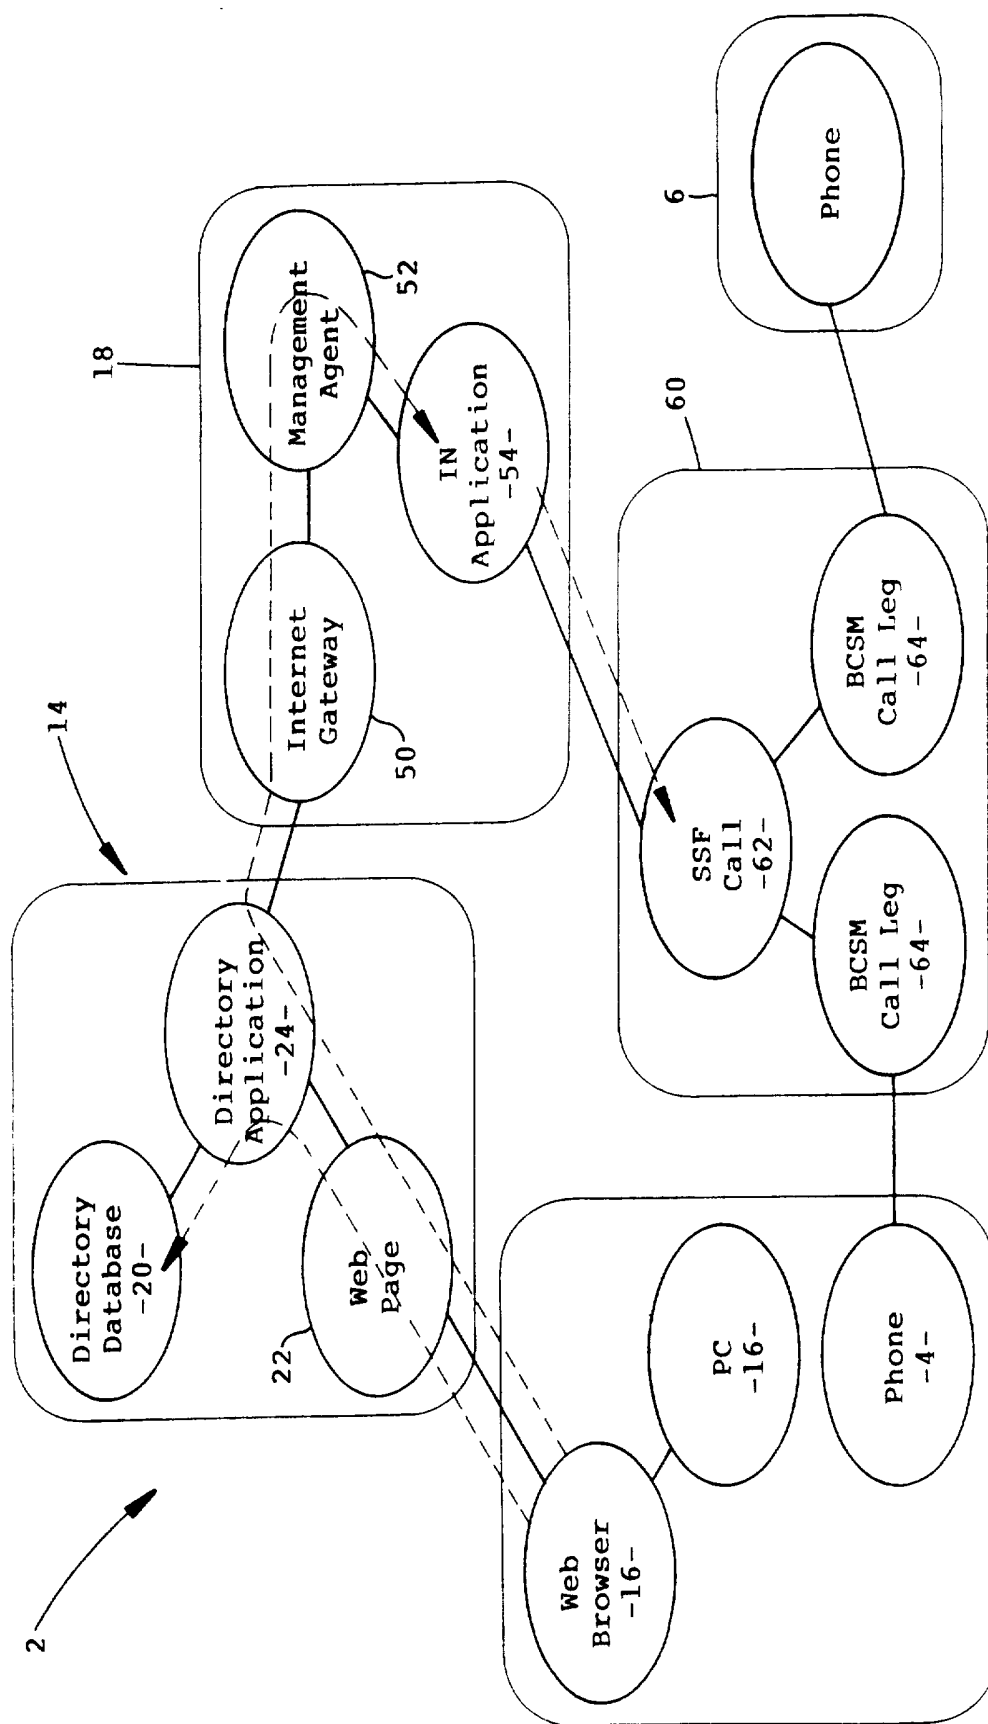 2
14
Directory
Database
-20-
Directory
Application
-24-
Web
Page
22
18
Internet
Gateway
50
Management
Agent
52
IN
Application
-54-
Web
Browser
-16-
PC
-16-
Phone
-4-
60
SSF
Call
-62-
BCSM
Call Leg
-64-
BCSM
Call Leg
-64-
6
Phone